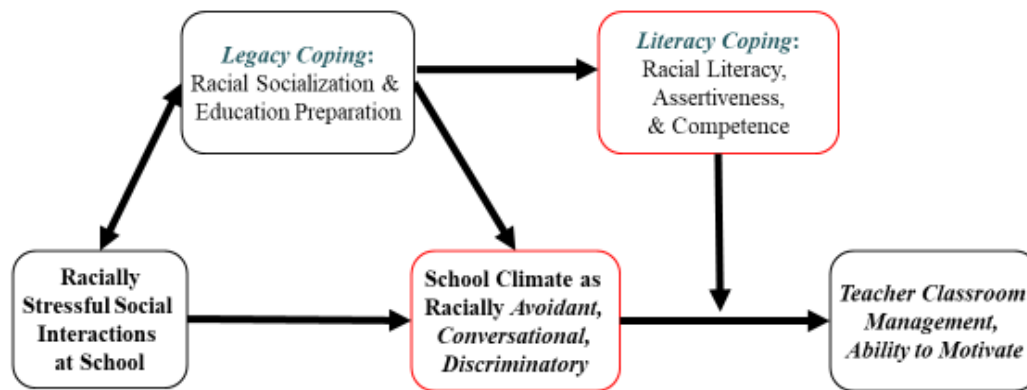 Legacy Coping:
Racial Socialization &
Education Preparation
Literacy Coping:
Racial Literacy,
Assertiveness,
& Competence
Racially
Stressful Social
Interactions
at School
School Climate as
Racially Avoidant,
Conversational,
Discriminatory
Teacher Classroom
Management,
Ability to Motivate